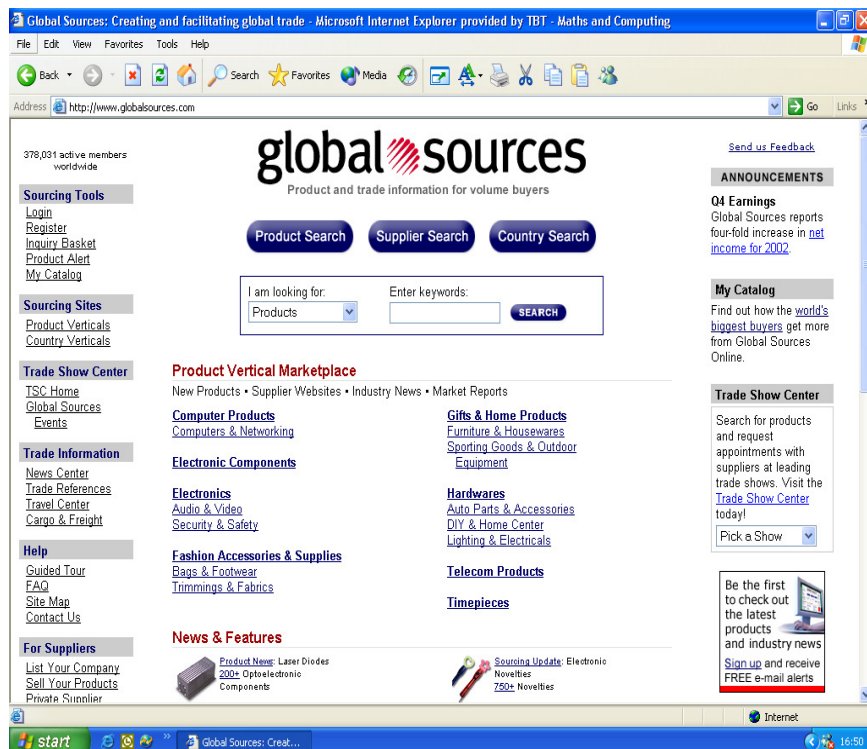 Global Sources: Creating and facilitating global trade - Microsoft Internet Explorer provided by TBT - Maths and Computing
File Edit View Favorites Tools Help
Back Search Favorites Media
Address http://www.globalsources.com Go Links
378,031 active members
worldwide
Sourcing Tools
Login
Register
Inquiry Basket
Product Alert
My Catalog
Sourcing Sites
Product Verticals
Country Verticals
Trade Show Center
TSC Home
Global Sources
Events
Trade Information
News Center
Trade References
Travel Center
Cargo & Freight
Help
Guided Tour
FAQ
Site Map
Contact Us
For Suppliers
List Your Company
Sell Your Products
Private Supplier
global sources
Product and trade information for volume buyers
Product Search Supplier Search Country Search
I am looking for: Enter keywords:
Products SEARCH
Product Vertical Marketplace
New Products • Supplier Websites • Industry News • Market Reports
Computer Products
Computers & Networking
Electronic Components
Electronics
Audio & Video
Security & Safety
Fashion Accessories & Supplies
Bags & Footwear
Trimmings & Fabrics
Gifts & Home Products
Furniture & Housewares
Sporting Goods & Outdoor
Equipment
Hardwares
Auto Parts & Accessories
DIY & Home Center
Lighting & Electricals
Telecom Products
Timepieces
News & Features
Product News: Laser Diodes
200+ Optoelectronic
Components
Sourcing Update: Electronic
Novelties
750+ Novelties
Send us Feedback
ANNOUNCEMENTS
Q4 Earnings
Global Sources reports
four-fold increase in net
income for 2002.
My Catalog
Find out how the world's
biggest buyers get more
from Global Sources
Online.
Trade Show Center
Search for products
and request
appointments with
suppliers at leading
trade shows. Visit the
Trade Show Center
today!
Pick a Show
Be the first
to check out
the latest
products
and industry news
Sign up and receive
FREE e-mail alerts
Internet
start Global Sources: Creat... 16:50